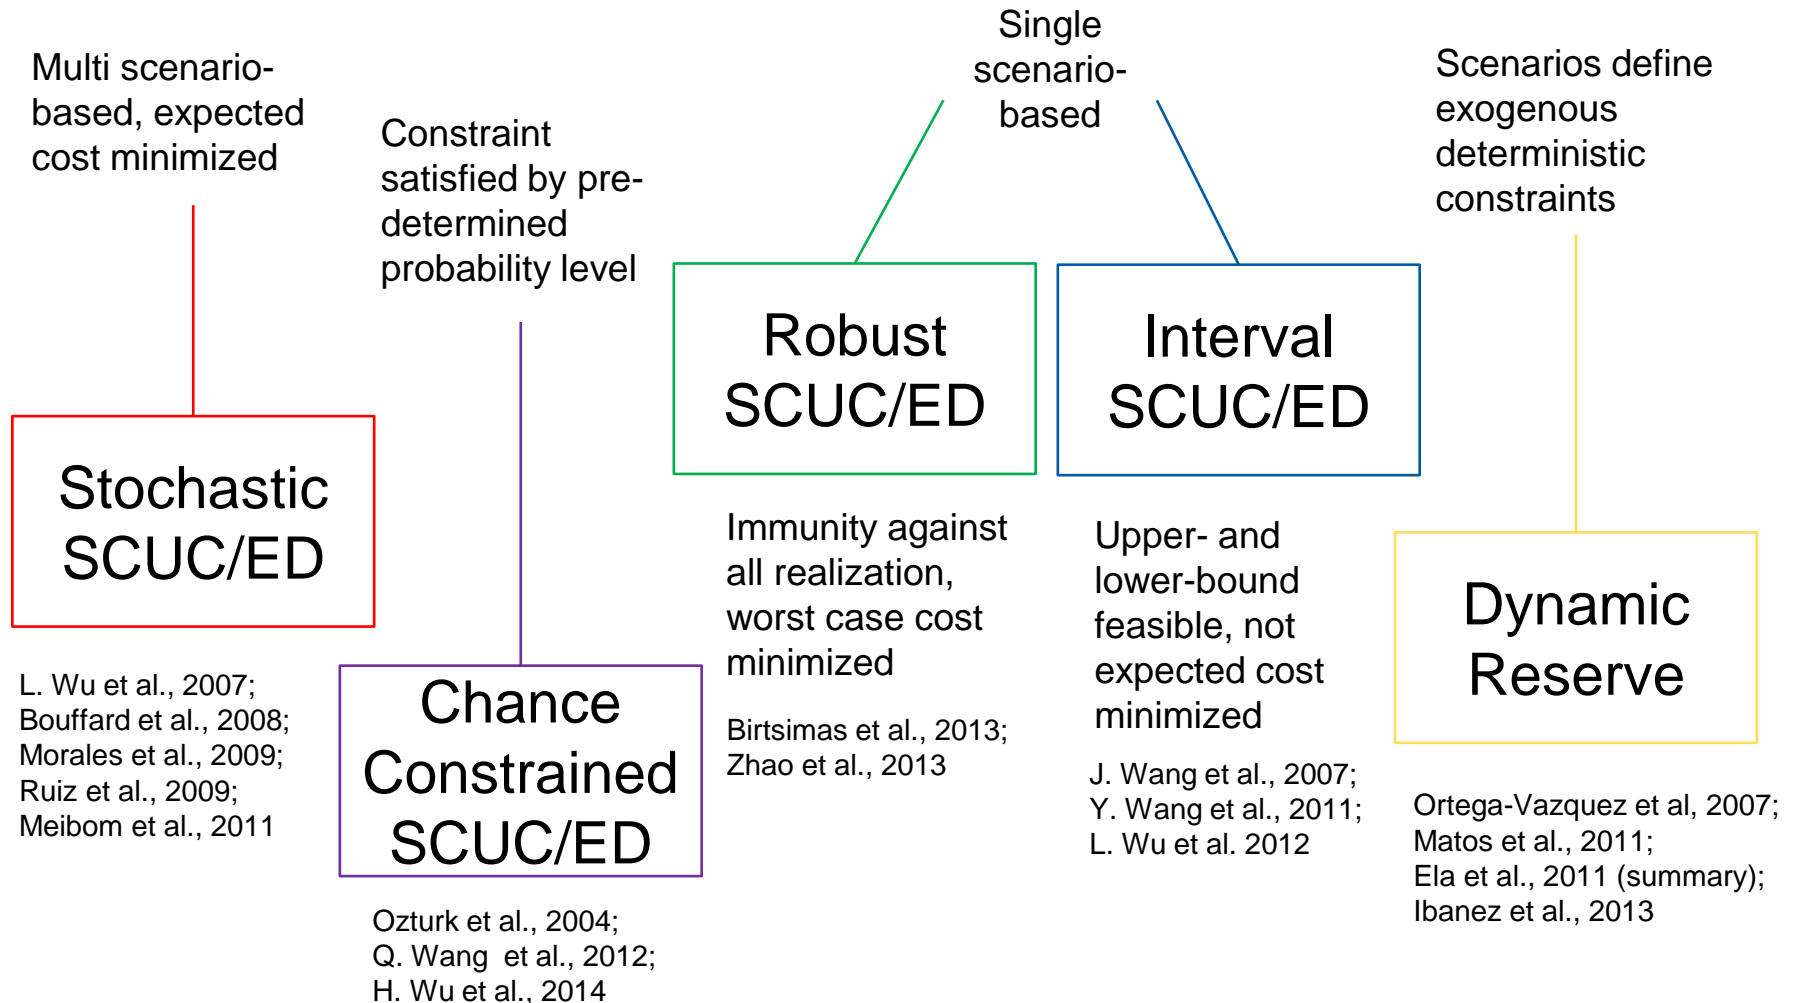 Multi scenario-
based, expected
cost minimized
Stochastic
SCUC/ED
L. Wu et al., 2007;
Bouffard et al., 2008;
Morales et al., 2009;
Ruiz et al., 2009;
Meibom et al., 2011
Constraint
satisfied by pre-
determined
probability level
Chance
Constrained
SCUC/ED
Ozturk et al., 2004;
Q. Wang  et al., 2012;
H. Wu et al., 2014
Single
scenario-
based
Robust
SCUC/ED
Immunity against
all realization,
worst case cost
minimized
Birtsimas et al., 2013;
Zhao et al., 2013
Interval
SCUC/ED
Upper- and
lower-bound
feasible, not
expected cost
minimized
J. Wang et al., 2007;
Y. Wang et al., 2011;
L. Wu et al. 2012
Scenarios define
exogenous
deterministic
constraints
Dynamic
Reserve
Ortega-Vazquez et al, 2007;
Matos et al., 2011;
Ela et al., 2011 (summary);
Ibanez et al., 2013